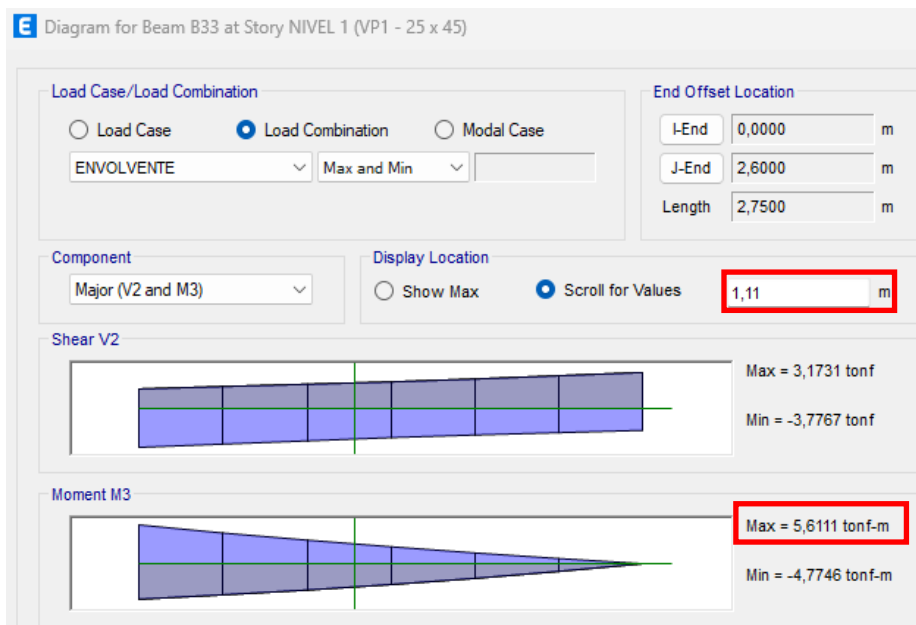 E Diagram for Beam B33 at Story NIVEL 1 (VP1 - 25 x 45)
Load Case/Load Combination
Load Case Load Combination Modal Case
ENVOLVENTE Max and Min
End Offset Location
I-End 0,0000 m
J-End 2,6000 m
Length 2,7500 m
Component
Major (V2 and M3)
Display Location
Show Max Scroll for Values 1,11 m
Shear V2
Max = 3,1731 tonf
Min = -3,7767 tonf
Moment M3
Max = 5,6111 tonf-m
Min = -4,7746 tonf-m